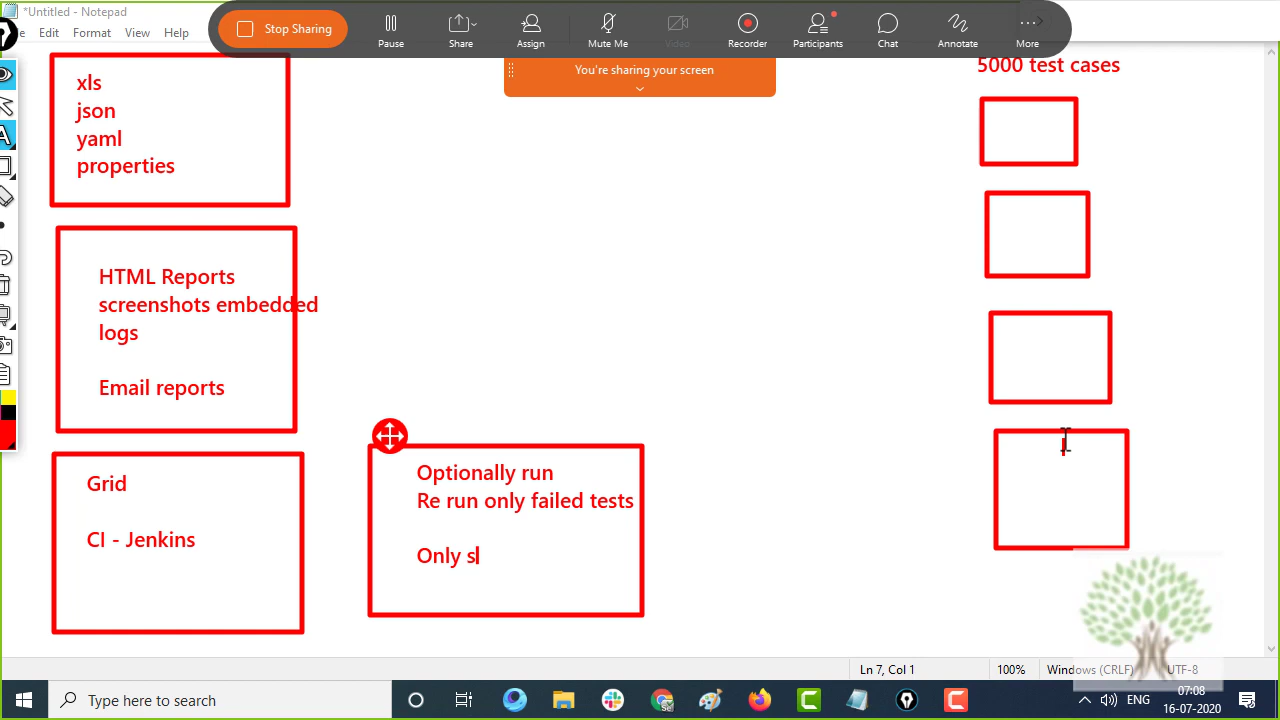 *Untitled - Notepad
Edit Format View Help
Stop Sharing
Pause
Share
Assign
Mute Me
Video
Recorder
Participants
Chat
Annotate
More
You're sharing your screen
5000 test cases
xls
json
yaml
properties
HTML Reports
screenshots embedded
logs
Email reports
Grid
CI - Jenkins
Optionally run
Re run only failed tests
Only s
Ln 7, Col 1
100%
Windows (CRLF)
UTF-8
Type here to search
ENG
07:08
16-07-2020